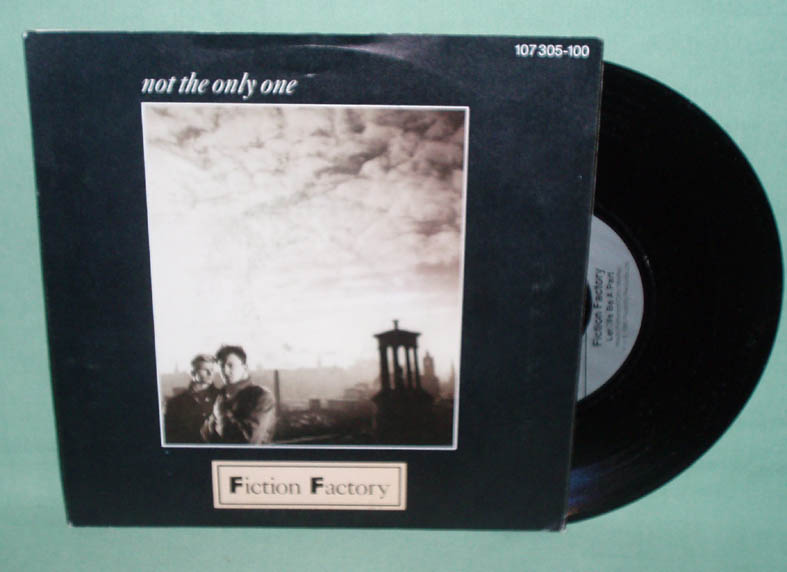 107 305-100
not the only one
Fiction Factory
Fiction Factory
Let Me Be A Part